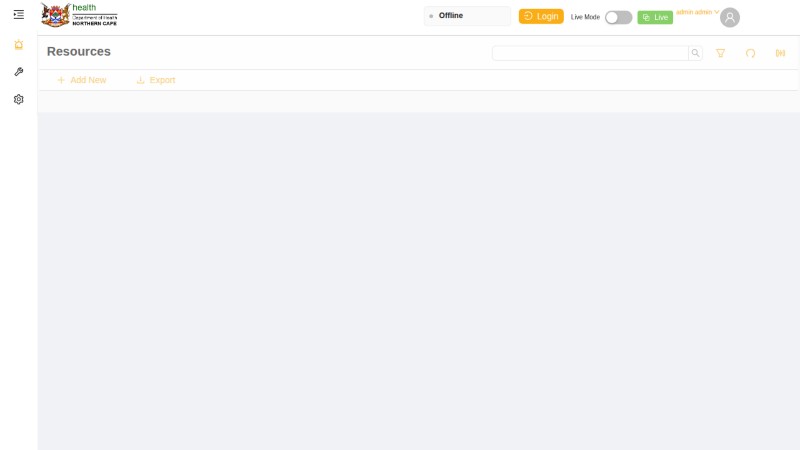 health
Department of Health
NORTHERN CAPE
Offline
Login
Live Mode
Live
admin admin
Resources
Add New
Export